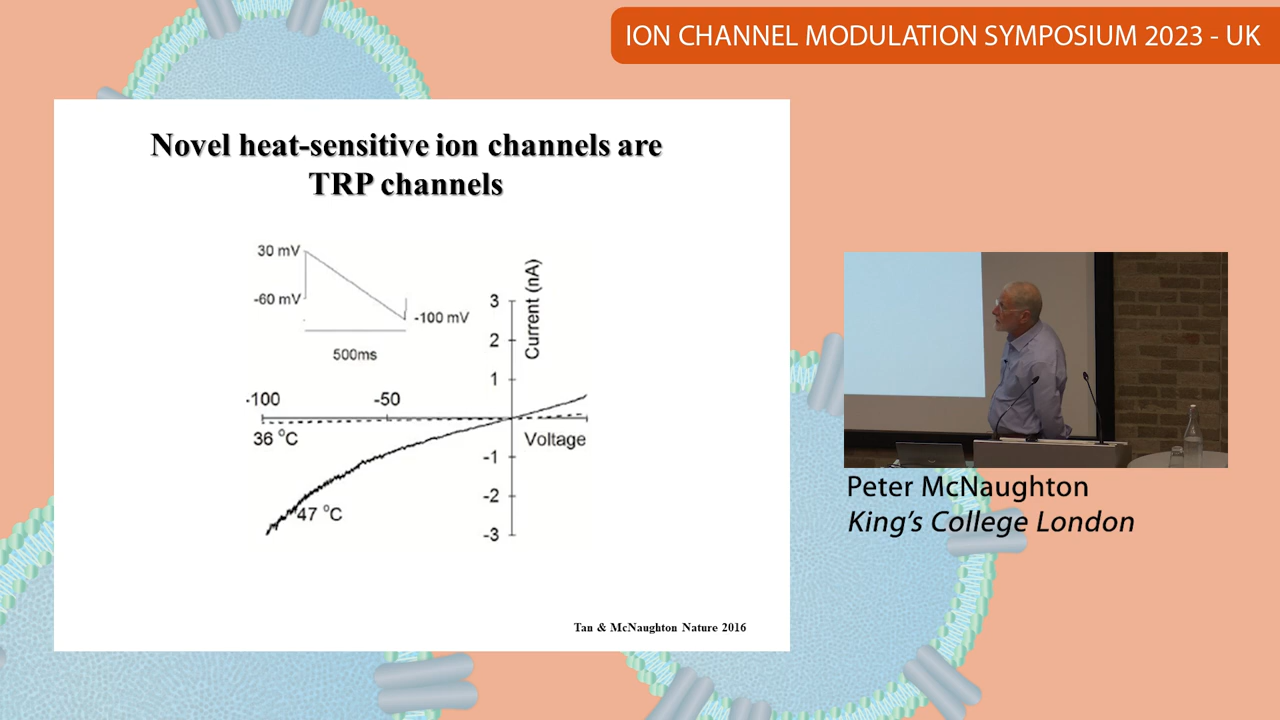 ION CHANNEL MODULATION SYMPOSIUM 2023 - UK
Novel heat-sensitive ion channels are
TRP channels
30 mV
-60 mV
-100 mV
500ms
Current (nA)
3
2
1
-100
-50
36 °C
Voltage
-1
-2
47 °C
-3
Tan & McNaughton Nature 2016
Peter McNaughton
King's College London